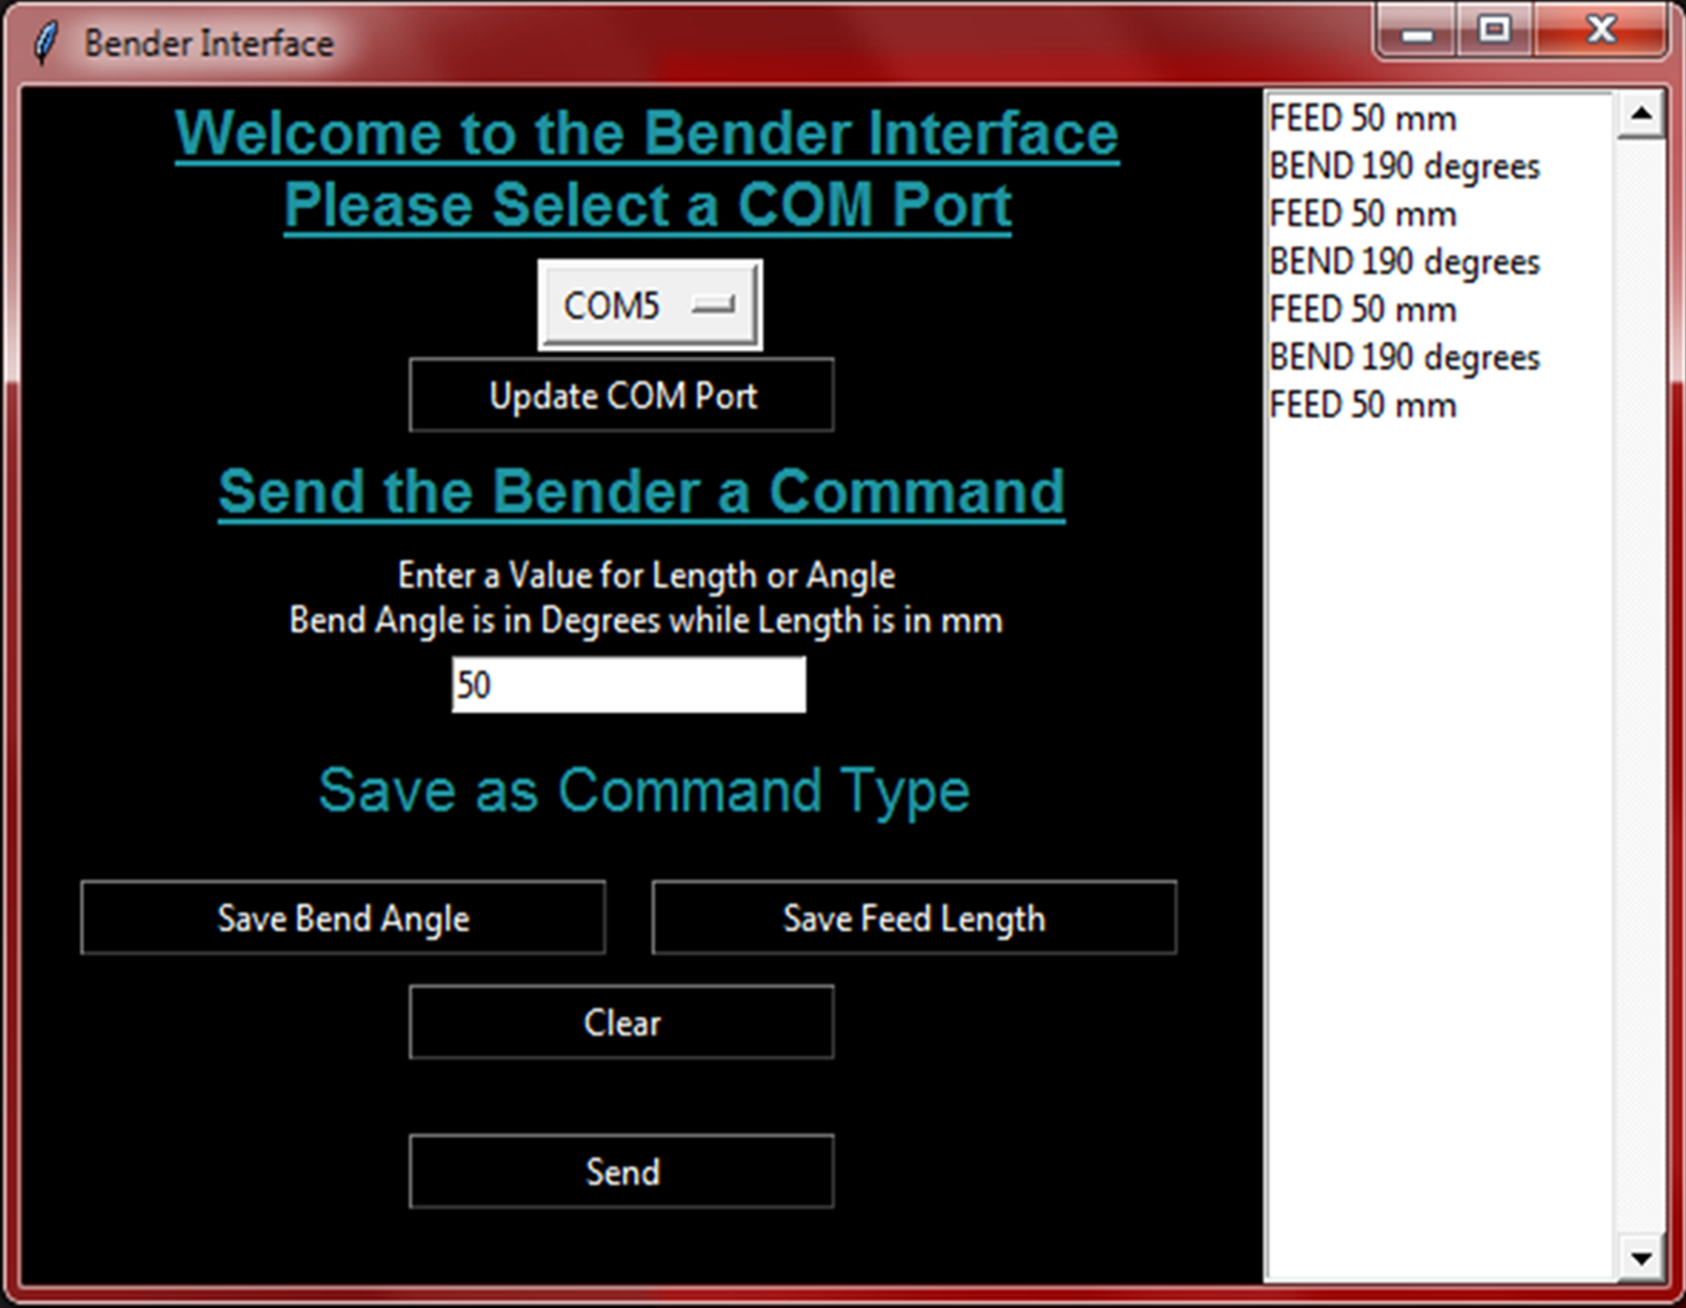 Bender Interface
Welcome to the Bender Interface
Please Select a COM Port
COM5
Update COM Port
Send the Bender a Command
Enter a Value for Length or Angle
Bend Angle is in Degrees while Length is in mm
50
Save as Command Type
Save Bend Angle
Save Feed Length
Clear
Send
FEED 50 mm
BEND 190 degrees
FEED 50 mm
BEND 190 degrees
FEED 50 mm
BEND 190 degrees
FEED 50 mm